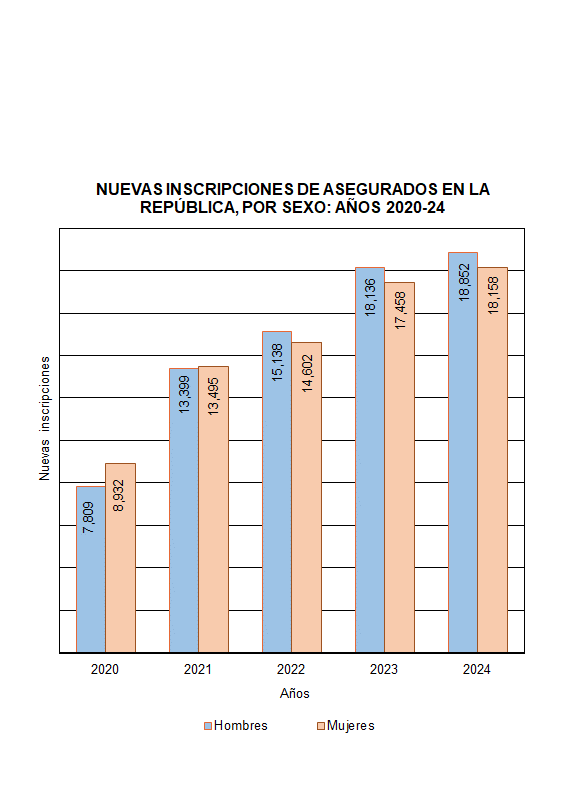 NUEVAS INSCRIPCIONES DE ASEGURADOS EN LA
REPÚBLICA, POR SEXO: AÑOS 2020-24
Nuevas inscripciones
7,809
8,932
13,399
13,495
15,138
14,602
18,136
17,458
18,852
18,158
2020
2021
2022
2023
2024
Años
Hombres
Mujeres